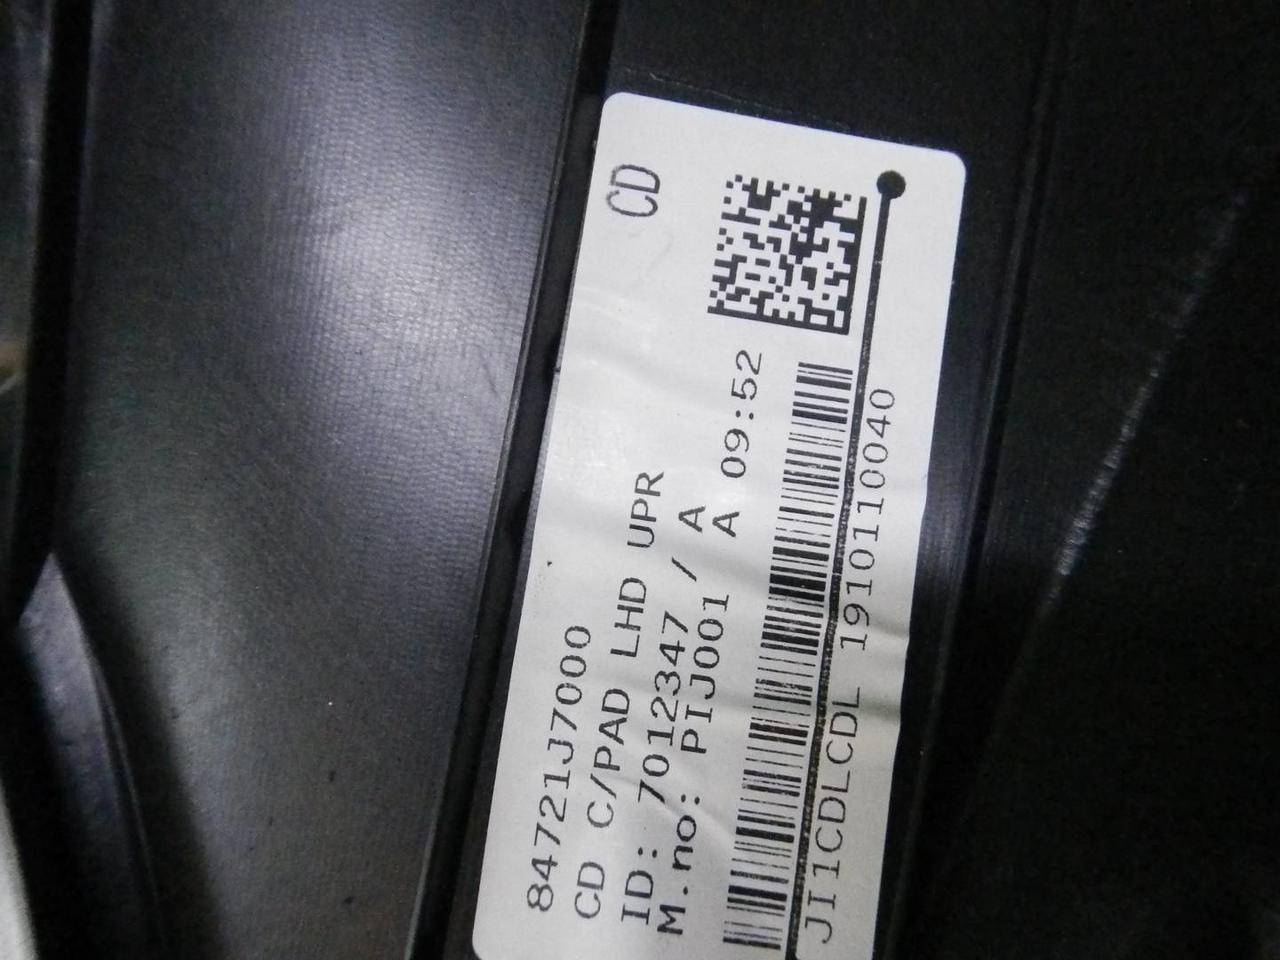 CD
84721J7000
CD C/PAD LHD UPR
ID: 7012347 / A
M.no: PIJ001 A 09:52
JI1CDLCDL 1910110040